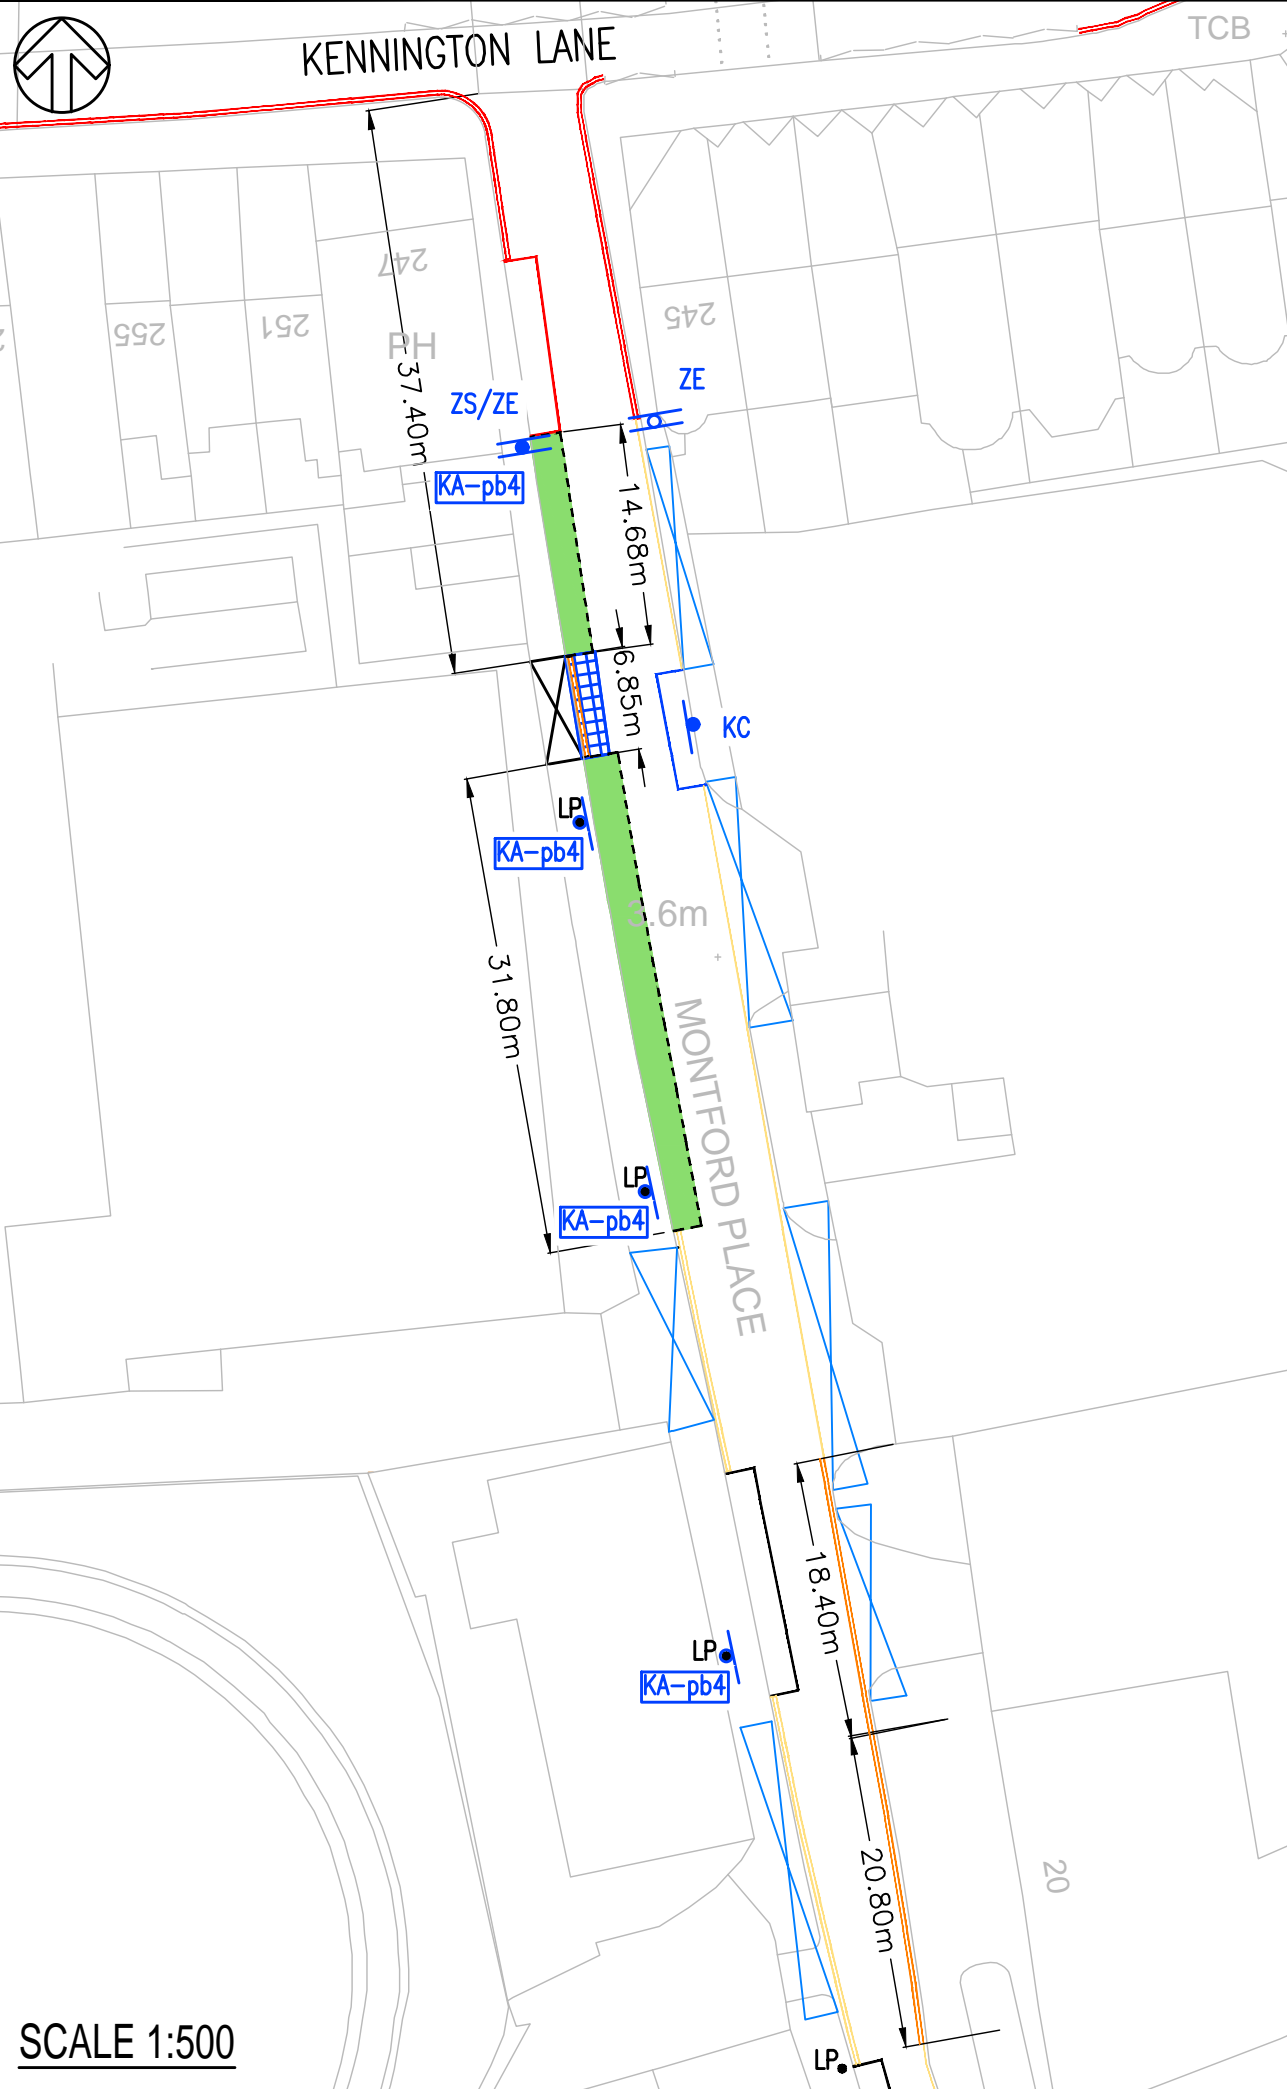 KENNINGTON LANE
TCB
247
255
251
PH
245
ZE
ZS/ZE
37.40m
KA-pb4
14.68m
6.85m
KC
LP
KA-pb4
3.6m
31.80m
MONTFORD PLACE
LP
KA-pb4
18.40m
LP
KA-pb4
20.80m
20
SCALE 1:500
LP